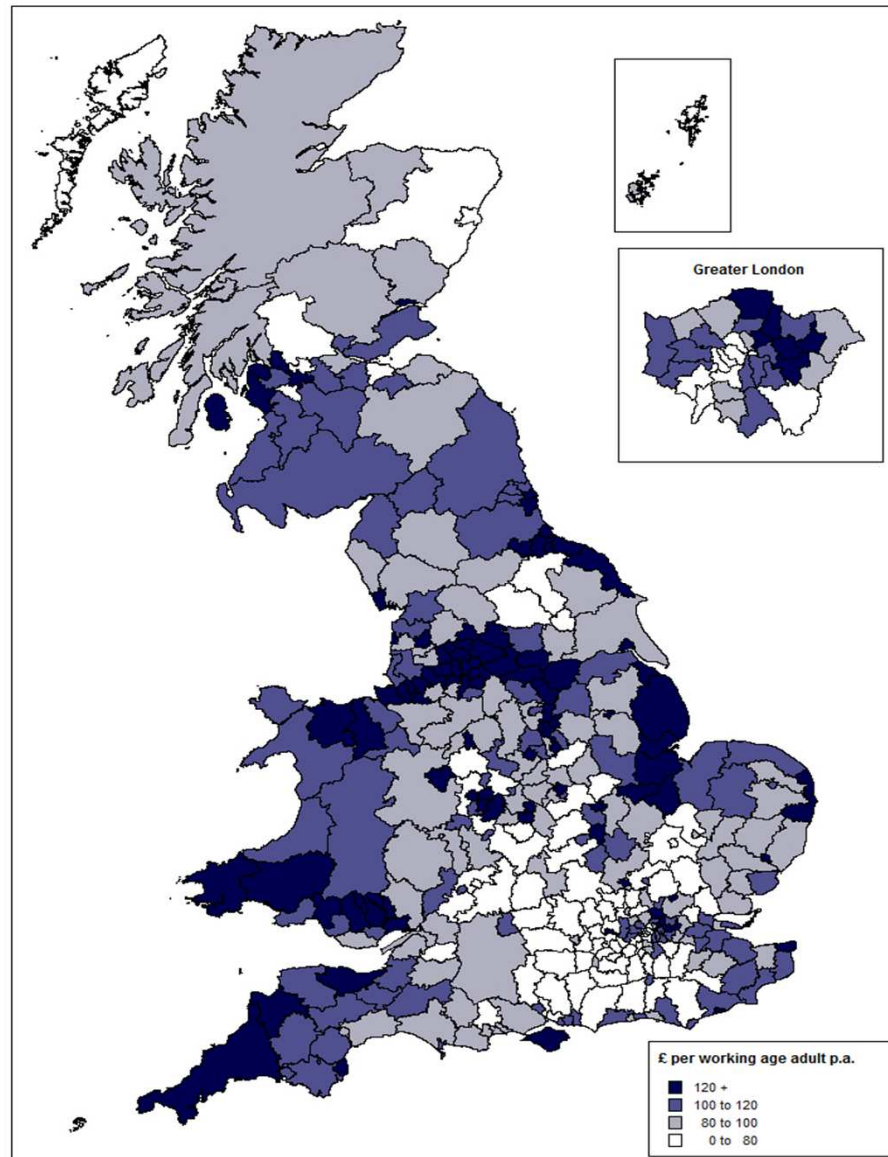 Greater London
£ per working age adult p.a.
120 +
100 to 120
80 to 100
0 to 80